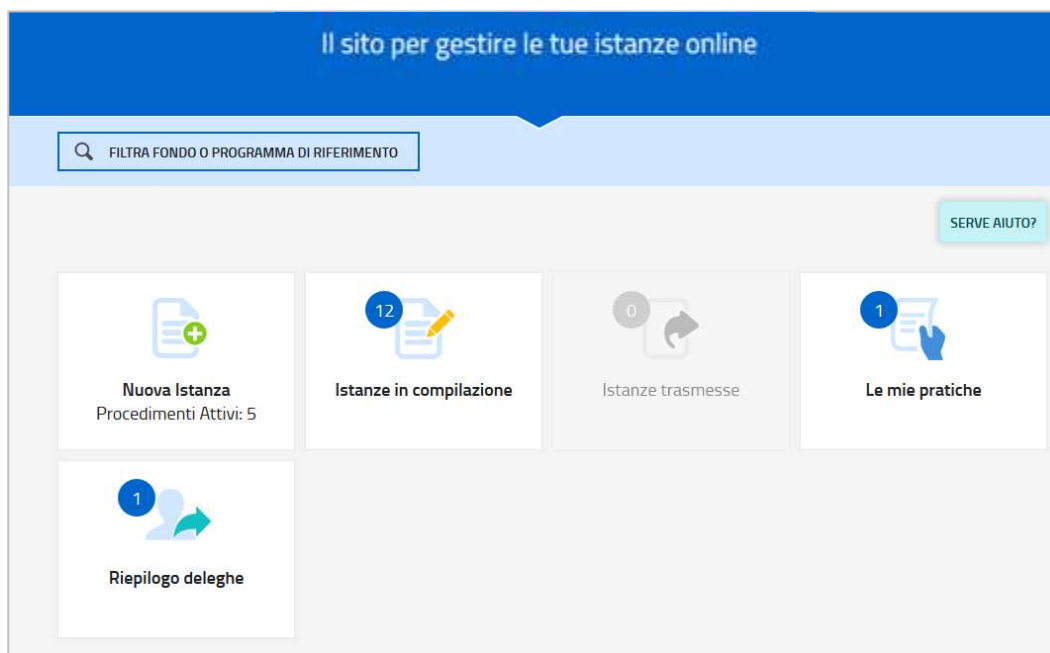 Il sito per gestire le tue istanze online
FILTRA FONDO O PROGRAMMA DI RIFERIMENTO
SERVE AIUTO?
Nuova Istanza
Procedimenti Attivi: 5
12
Istanze in compilazione
0
Istanze trasmesse
1
Le mie pratiche
1
Riepilogo deleghe